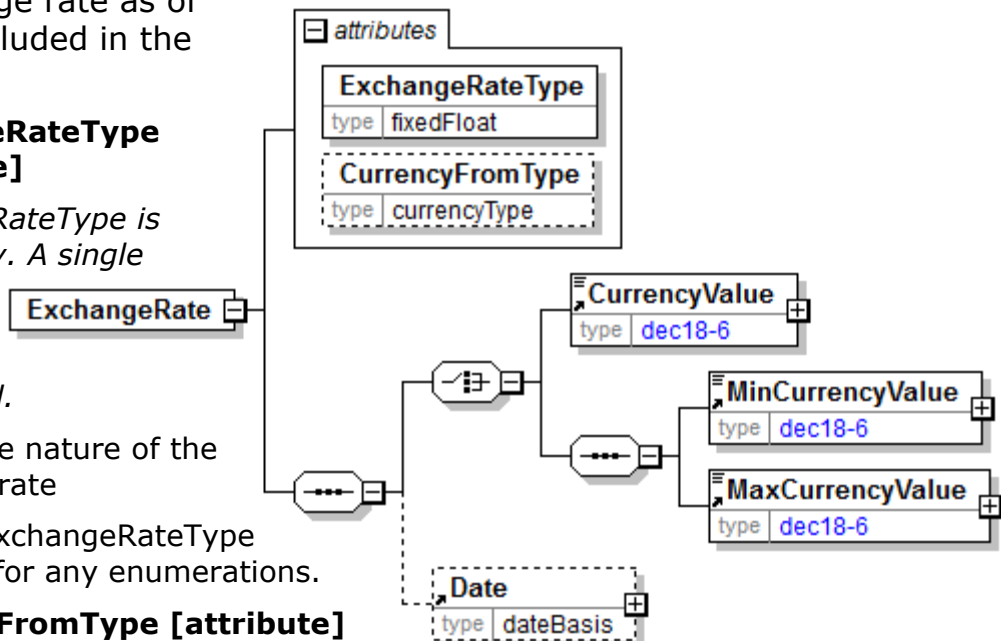 ge rate as of
cluded in the
eRateType
e]
RateType is
y. A single
d.
e nature of the
rate
xchangeRateType
for any enumerations.
FromType [attribute]
attributes
ExchangeRateType
type fixedFloat
CurrencyFromType
type currencyType
ExchangeRate
CurrencyValue
type dec18-6
MinCurrencyValue
type dec18-6
MaxCurrencyValue
type dec18-6
Date
type dateBasis